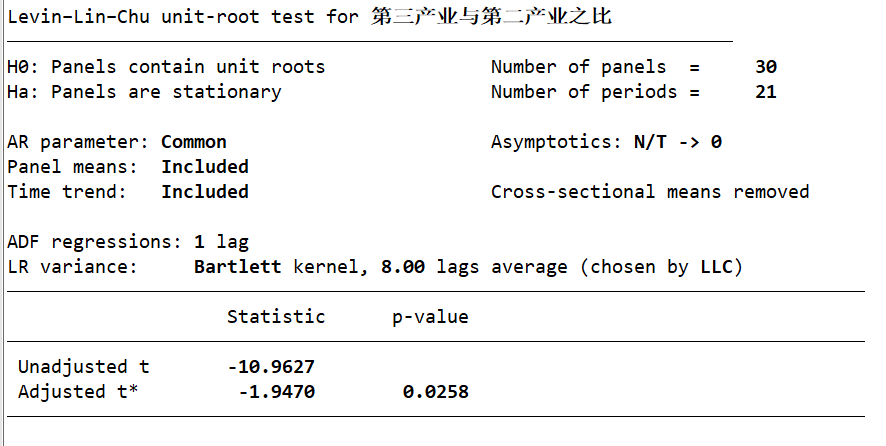 Levin–Lin–Chu unit-root test for 第三产业与第二产业之比
H0: Panels contain unit roots Number of panels = 30
Ha: Panels are stationary Number of periods = 21
AR parameter: Common Asymptotics: N/T -> 0
Panel means: Included
Time trend: Included Cross-sectional means removed
ADF regressions: 1 lag
LR variance: Bartlett kernel, 8.00 lags average (chosen by LLC)
Statistic p-value
Unadjusted t -10.9627
Adjusted t* -1.9470 0.0258